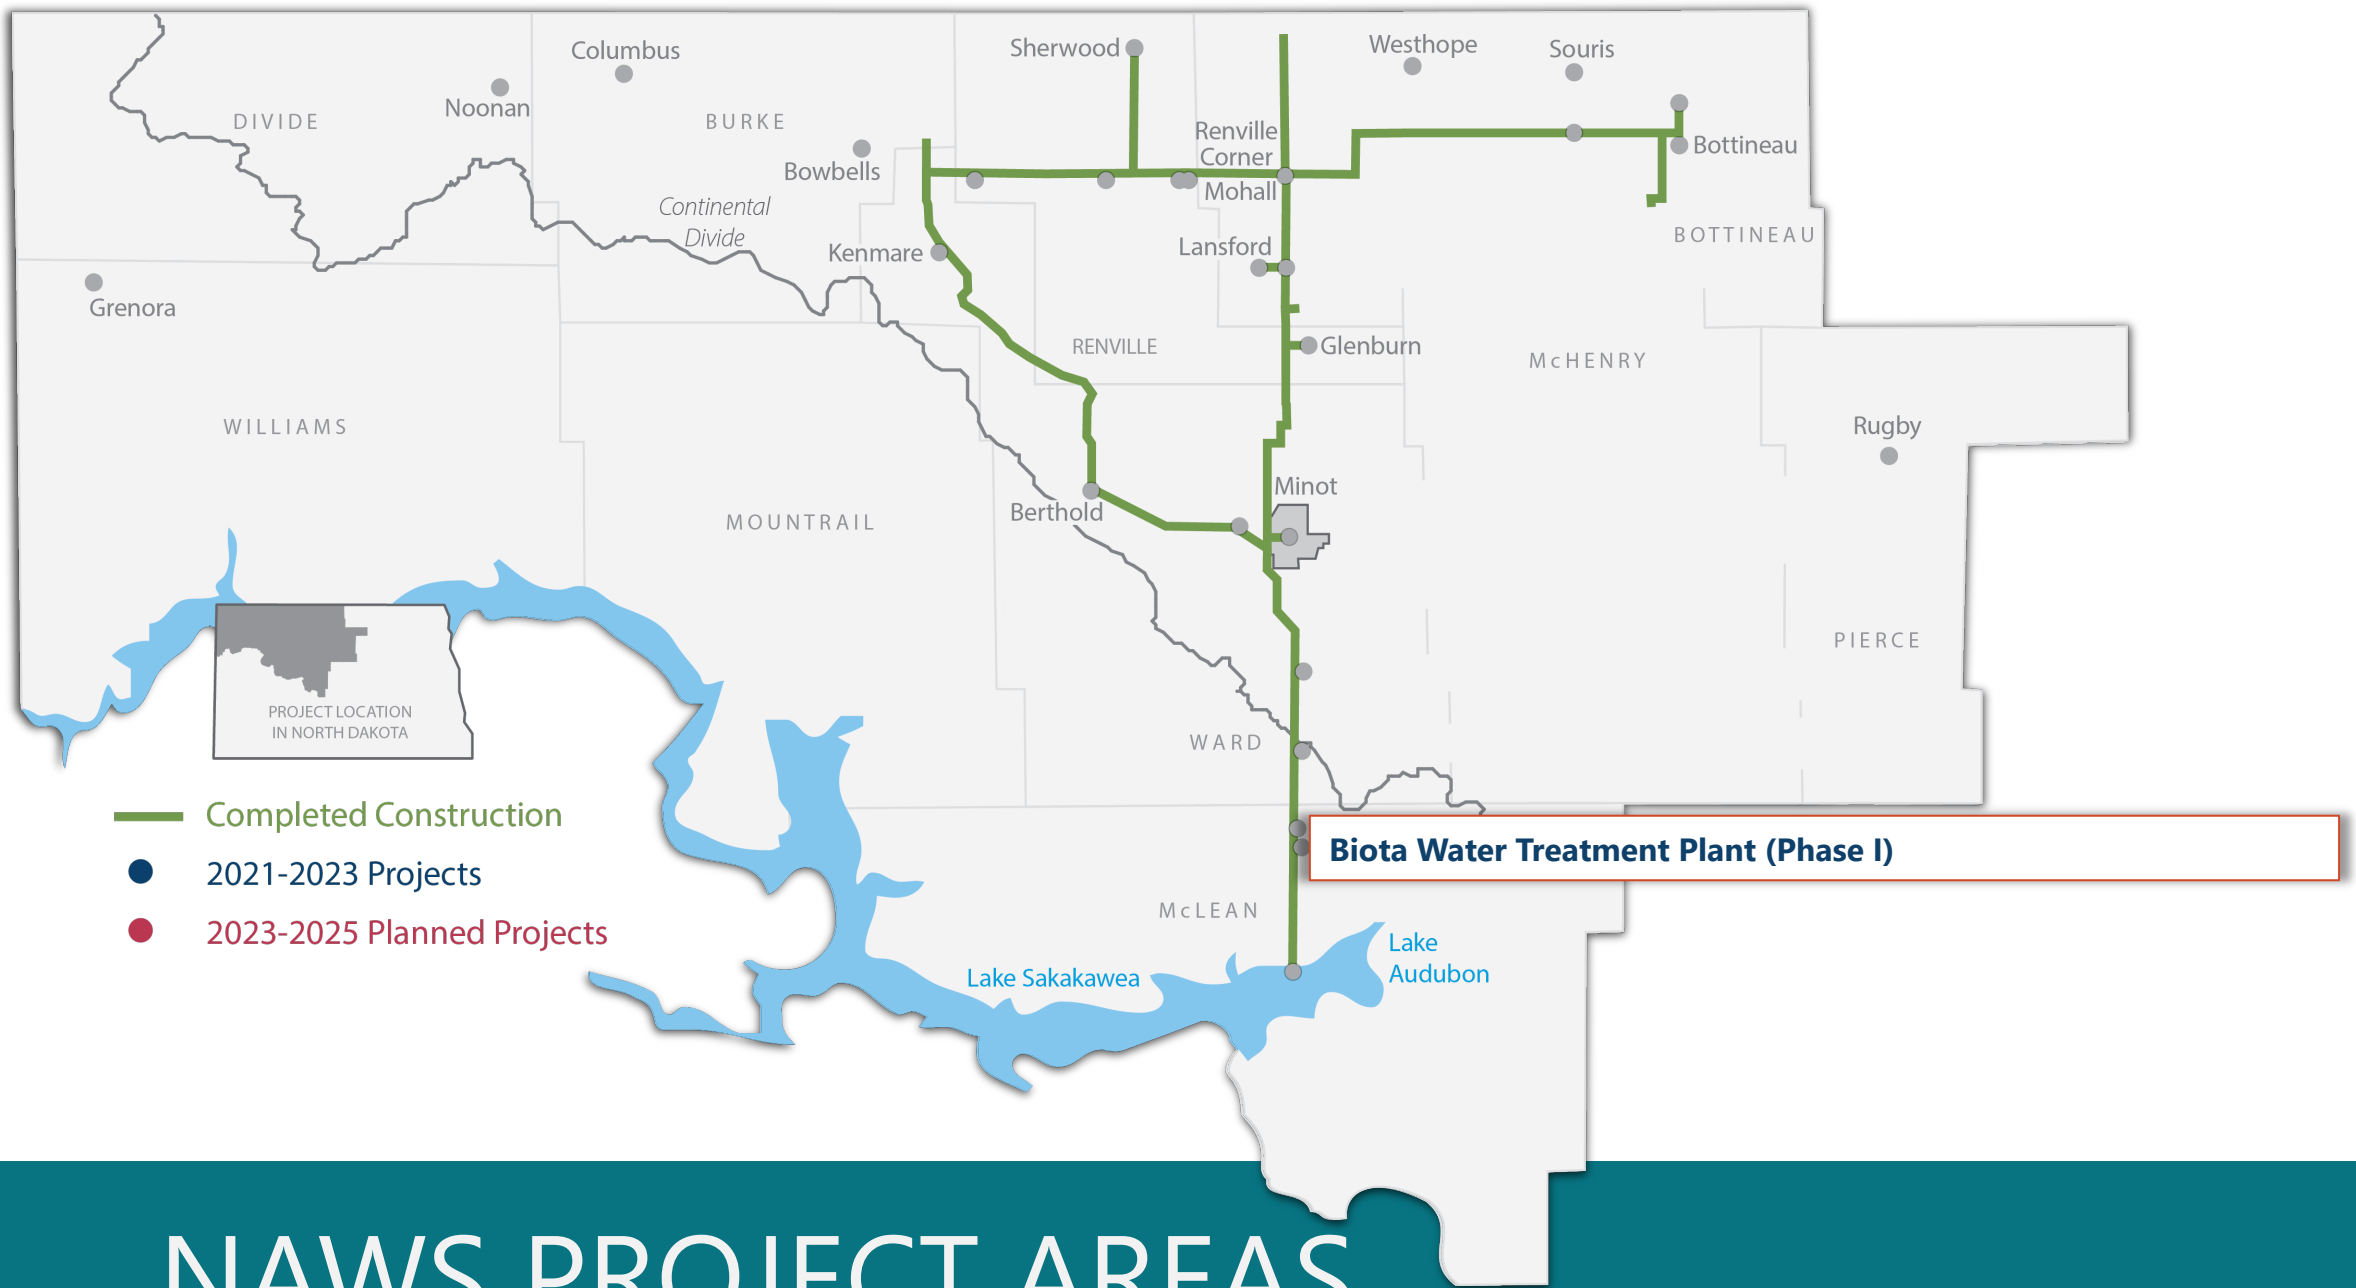 Sherwood
Westhope
Souris
Columbus
Noonan
DIVIDE
BURKE
Renville
Corner
Bottineau
Bowbells
Mohall
Continental
Divide
BOTTINEAU
Kenmare
Lansford
Grenora
RENVILLE
Glenburn
McHENRY
WILLIAMS
Rugby
Minot
Berthold
MOUNTRAIL
PIERCE
PROJECT LOCATION
IN NORTH DAKOTA
WARD
Completed Construction
2021-2023 Projects
2023-2025 Planned Projects
Biota Water Treatment Plant (Phase I)
McLEAN
Lake
Audubon
Lake Sakakawea
NAWS PROJECT AREAS